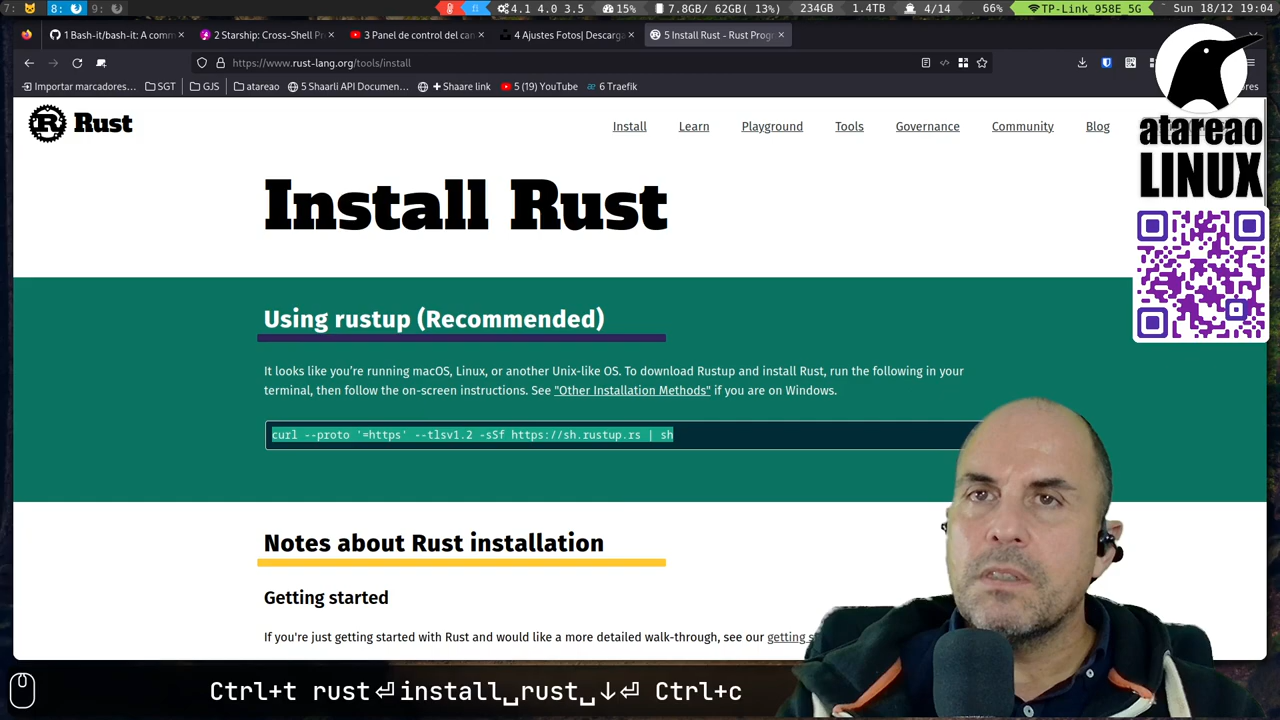 7: 8: 9: 4.1 4.0 3.5 15% 7.8GB/ 62GB( 13%) 234GB 1.4TB 4/14 66% TP-Link 958E 5G Sun 18/12 19:04
1 Bash-it/bash-it: A comm × 2 Starship: Cross-Shell Pr × 3 Panel de control del can × 4 Ajustes Fotos| Descarga × 5 Install Rust - Rust Prog ×
https://www.rust-lang.org/tools/install
Importar marcadores... SGT GJS atareao 5 Shaarli API Documen... + Shaare link 5 (19) YouTube æ 6 Traefik
Rust
Install Learn Playground Tools Governance Community Blog
atareao
LINUX
Install Rust
Using rustup (Recommended)
It looks like you're running macOS, Linux, or another Unix-like OS. To download Rustup and install Rust, run the following in your
terminal, then follow the on-screen instructions. See "Other Installation Methods" if you are on Windows.
curl --proto '=https' --tlsv1.2 -sSf https://sh.rustup.rs | sh
Notes about Rust installation
Getting started
If you're just getting started with Rust and would like a more detailed walk-through, see our getting
Ctrl+t rust⏎install␣rust␣↓⏎ Ctrl+c